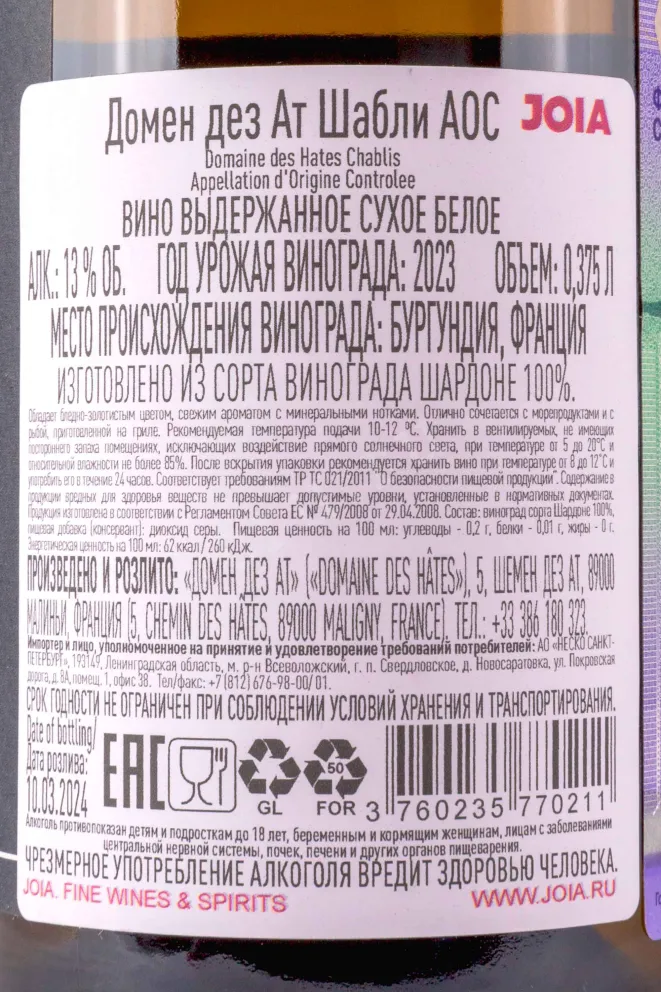 Домен дез Ат Шабли АОС JOIA
Domaine des Hates Chablis
Appellation d'Origine Controlee
ВИНО ВЫДЕРЖАННОЕ СУХОЕ БЕЛОЕ
АЛК.: 13 % ОБ. ГОД УРОЖАЯ ВИНОГРАДА: 2023 ОБЪЕМ: 0,375 Л
МЕСТО ПРОИСХОЖДЕНИЯ ВИНОГРАДА: БУРГУНДИЯ, ФРАНЦИЯ
ИЗГОТОВЛЕНО ИЗ СОРТА ВИНОГРАДА ШАРДОНЕ 100%.
Обладает бледно-золотистым цветом, свежим ароматом с минеральными нотками. Отлично сочетается с морепродуктами и с
рыбой, приготовленной на гриле. Рекомендуемая температура подачи 10-12 ºС. Хранить в вентилируемых, не имеющих
постороннего запаха помещениях, исключающих воздействие прямого солнечного света, при температуре от 5 до 20°С и
относительной влажности не более 85%. После вскрытия упаковки рекомендуется хранить вино при температуре от 8 до 12°С и
употребить его в течение 24 часов. Соответствует требованиям ТР ТС 021/2011 "О безопасности пищевой продукции". Содержание в
продукции вредных для здоровья веществ не превышает допустимые уровни, установленные в нормативных документах.
Продукция изготовлена в соответствии с Регламентом Совета ЕС № 479/2008 от 29.04.2008. Состав: виноград сорта Шардоне 100%,
пищевая добавка (консервант): диоксид серы. Пищевая ценность на 100 мл: углеводы - 0,2 г, белки - 0,01 г, жиры - 0 г.
Энергетическая ценность на 100 мл: 62 ккал / 260 кДж.
ПРОИЗВЕДЕНО И РОЗЛИТО: «ДОМЕН ДЕЗ АТ» («DOMAINE DES HÂTES»), 5, ШЕМЕН ДЕЗ АТ, 89000
МАЛИНЬИ, ФРАНЦИЯ (5, CHEMIN DES HATES, 89000 MALIGNY, FRANCE). ТЕЛ.: +33 386 180 323.
Импортер и лицо, уполномоченное на принятие и удовлетворение требований потребителей: АО «НЕСКО САНКТ-
ПЕТЕРБУРГ», 193149, Ленинградская область, м. р-н Всеволожский, г. п. Свердловское, д. Новосаратовка, ул. Покровская
дорога, д. 8А, помещ. 1, офис 38. Тел/факс: +7 (812) 676-98-00/ 01.
СРОК ГОДНОСТИ НЕ ОГРАНИЧЕН ПРИ СОБЛЮДЕНИИ УСЛОВИЙ ХРАНЕНИЯ И ТРАНСПОРТИРОВАНИЯ.
Date of bottling/
Дата розлива:
10.03.2024
EAC
GL
50
FOR
3 760235 770211
Алкоголь противопоказан детям и подросткам до 18 лет, беременным и кормящим женщинам, лицам с заболеваниями
центральной нервной системы, почек, печени и других органов пищеварения.
ЧРЕЗМЕРНОЕ УПОТРЕБЛЕНИЕ АЛКОГОЛЯ ВРЕДИТ ЗДОРОВЬЮ ЧЕЛОВЕКА.
JOIA. FINE WINES & SPIRITS WWW.JOIA.RU